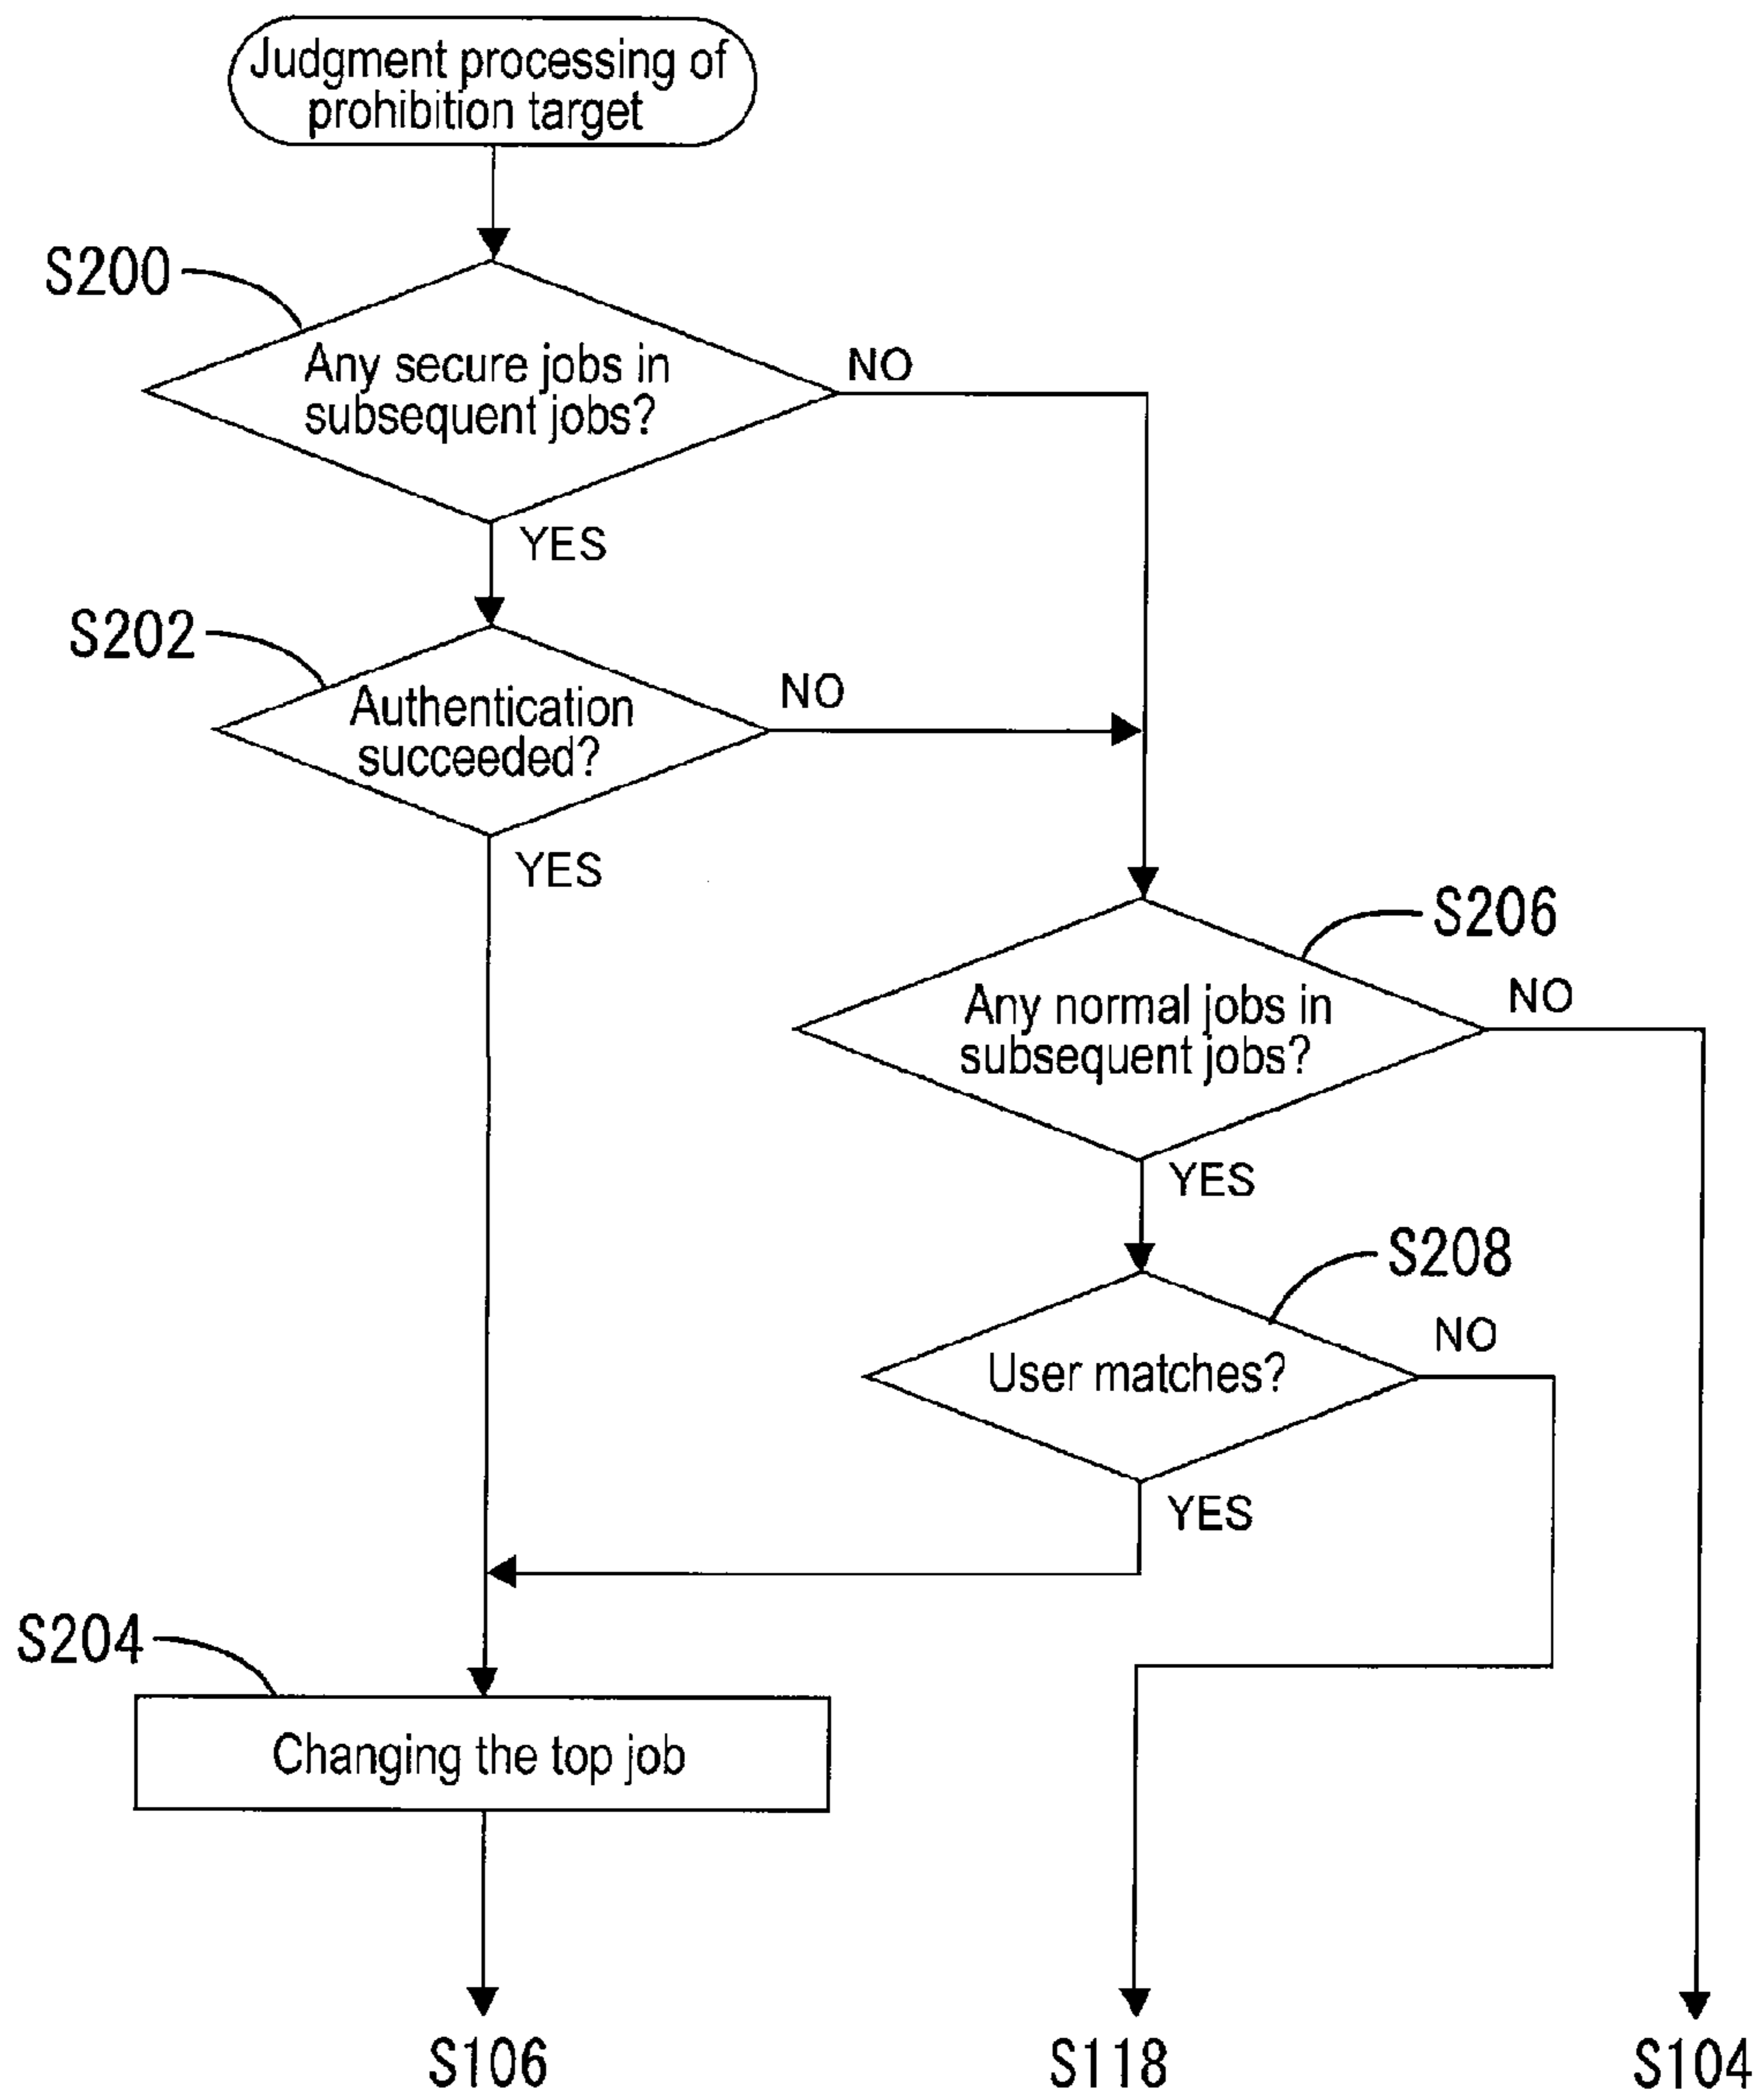 Judgment processing of
prohibition target
S200
Any secure jobs in
subsequent jobs?
NO
YES
S202
Authentication
succeeded?
NO
YES
S206
Any normal jobs in
subsequent jobs?
NO
YES
S208
User matches?
NO
YES
S204
Changing the top job
S106
S118
S104